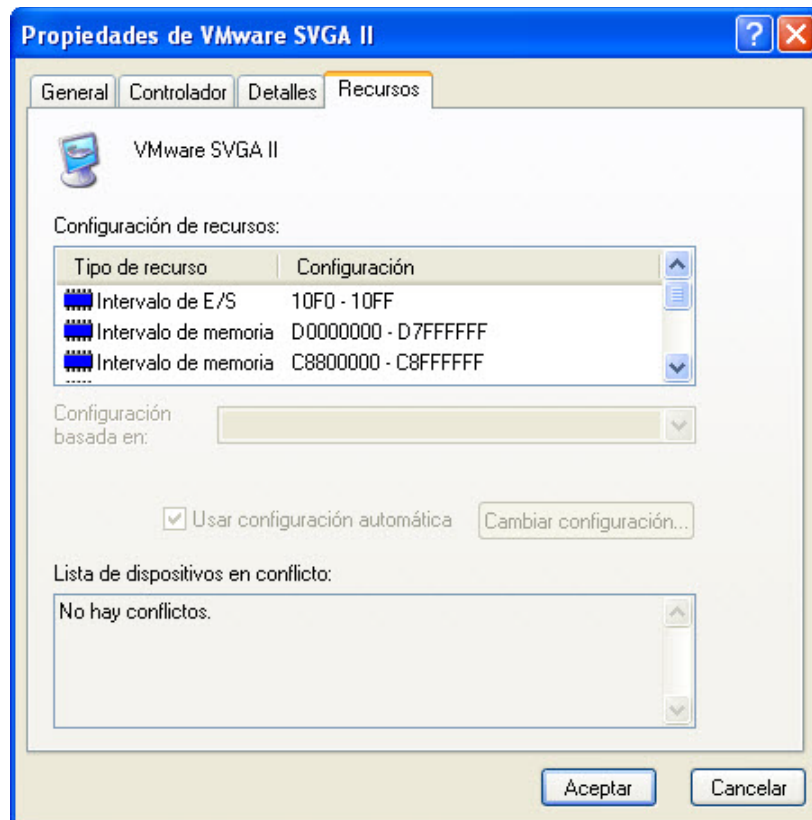 Propiedades de VMware SVGA II
General Controlador Detalles Recursos
VMware SVGA II
Configuración de recursos:
Tipo de recurso Configuración
Intervalo de E/S 10F0 - 10FF
Intervalo de memoria D0000000 - D7FFFFFF
Intervalo de memoria C8800000 - C8FFFFFF
Configuración
basada en:
Usar configuración automática Cambiar configuración...
Lista de dispositivos en conflicto:
No hay conflictos.
Aceptar Cancelar